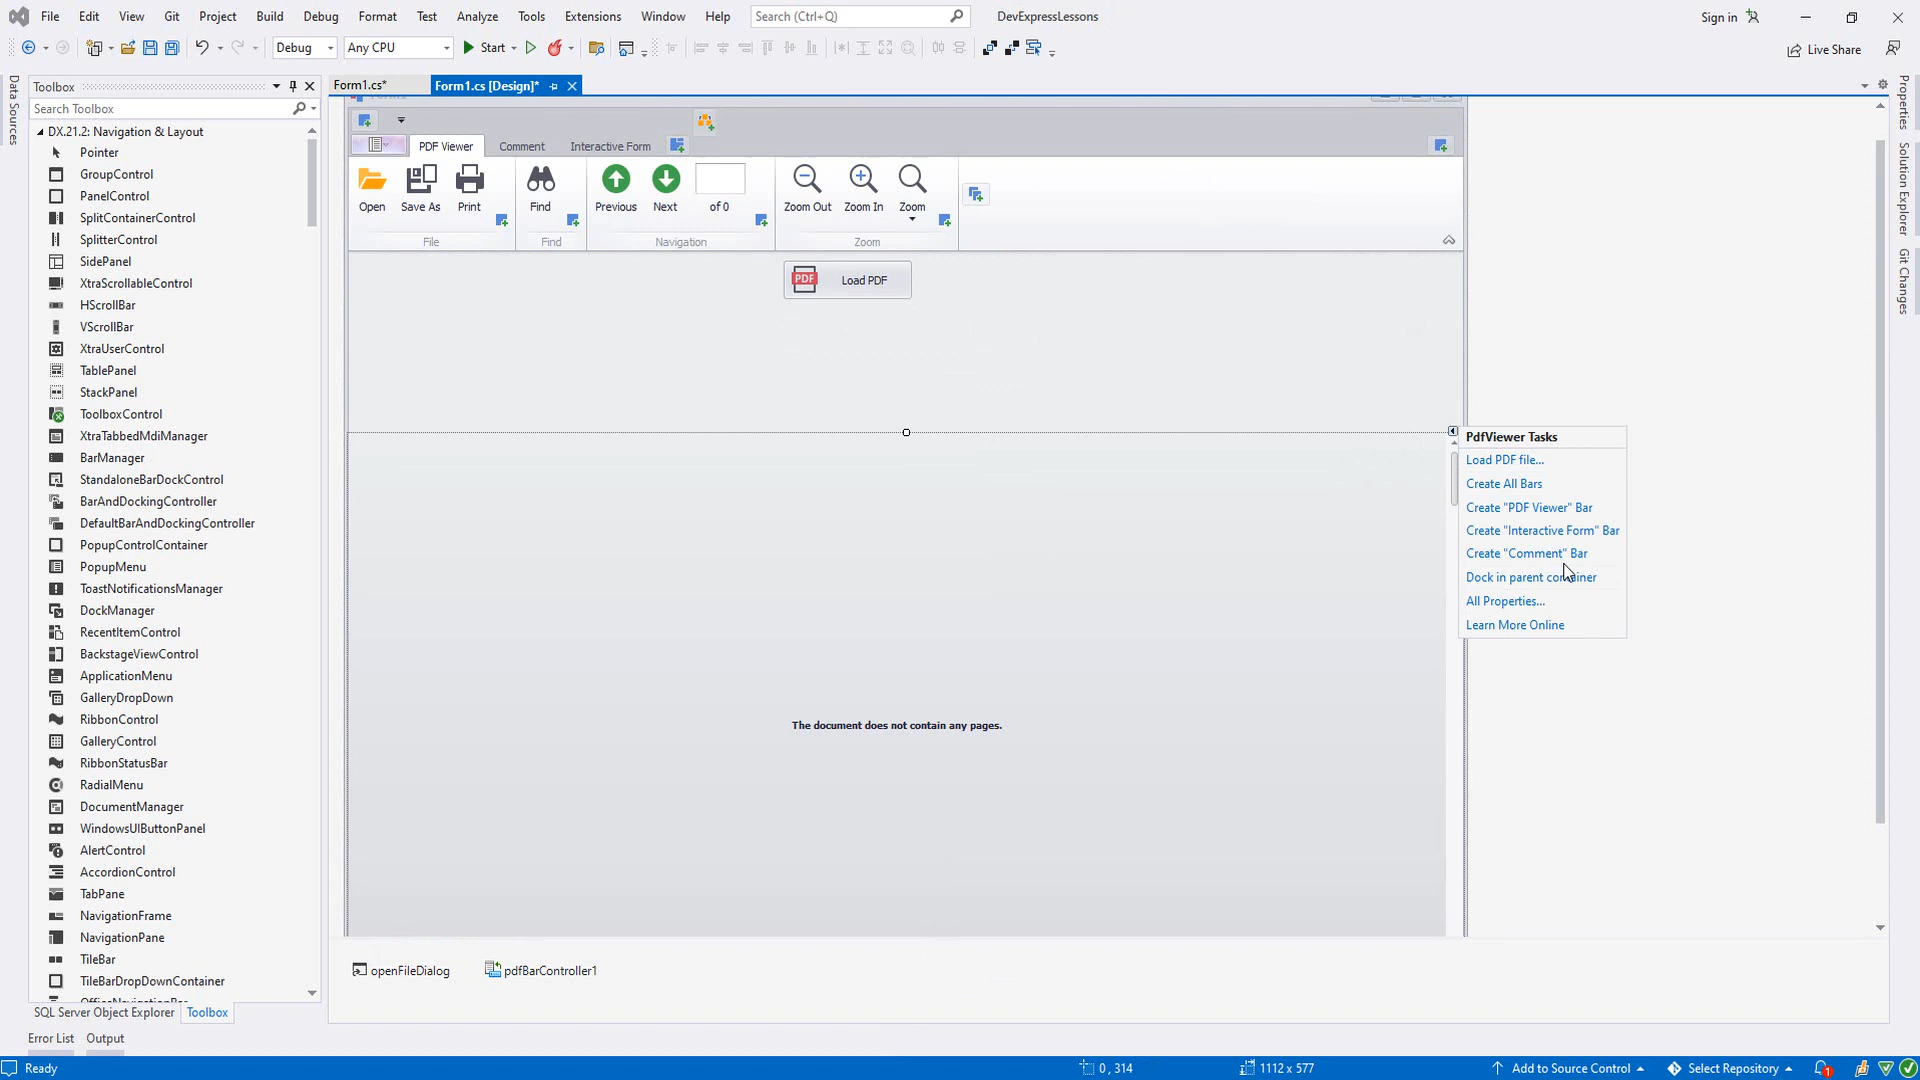 File Edit View Git Project Build Debug Format Test Analyze Tools Extensions Window Help Search (Ctrl+Q) DevExpressLessons Sign in
Debug Any CPU Start Live Share
Data Sources
Toolbox
Form1.cs* Form1.cs [Design]*
Search Toolbox
DX.21.2: Navigation & Layout
Pointer
GroupControl
PanelControl
SplitContainerControl
SplitterControl
SidePanel
XtraScrollableControl
HScrollBar
VScrollBar
XtraUserControl
TablePanel
StackPanel
ToolboxControl
XtraTabbedMdiManager
BarManager
StandaloneBarDockControl
BarAndDockingController
DefaultBarAndDockingController
PopupControlContainer
PopupMenu
ToastNotificationsManager
DockManager
RecentItemControl
BackstageViewControl
ApplicationMenu
GalleryDropDown
RibbonControl
GalleryControl
RibbonStatusBar
RadialMenu
DocumentManager
WindowsUIButtonPanel
AlertControl
AccordionControl
TabPane
NavigationFrame
NavigationPane
TileBar
TileBarDropDownContainer
SQL Server Object Explorer Toolbox
Error List Output
PDF Viewer Comment Interactive Form
Open Save As Print Find Previous Next of 0 Zoom Out Zoom In Zoom
File Find Navigation Zoom
PDF Load PDF
The document does not contain any pages.
PdfViewer Tasks
Load PDF file...
Create All Bars
Create "PDF Viewer" Bar
Create "Interactive Form" Bar
Create "Comment" Bar
Dock in parent container
All Properties...
Learn More Online
openFileDialog pdfBarController1
Properties
Solution Explorer
Git Changes
Ready 0 , 314 1112 x 577 Add to Source Control Select Repository 1